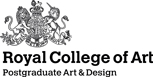 Royal College of Art
Postgraduate Art & Design